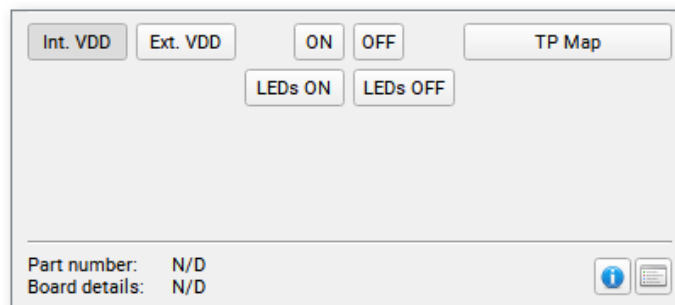 Int. VDD Ext. VDD ON OFF TP Map
LEDs ON LEDs OFF
Part number: N/D
Board details: N/D